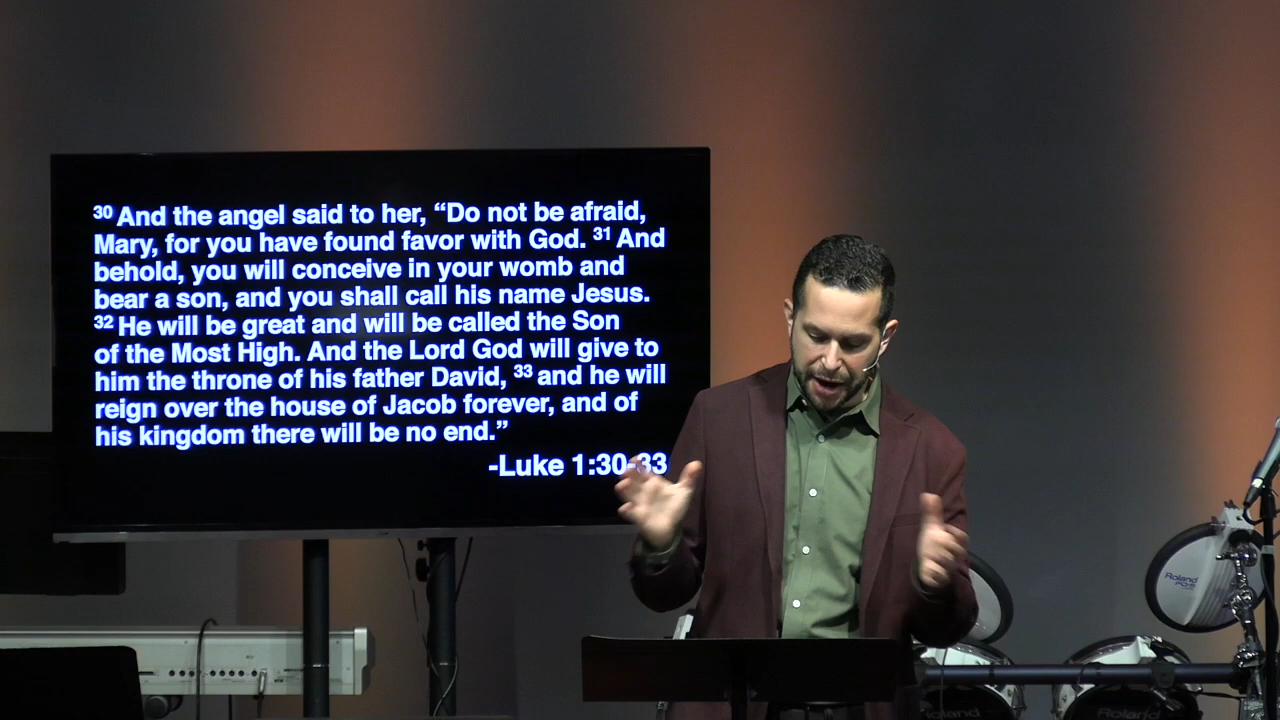 30 And the angel said to her, “Do not be afraid,
Mary, for you have found favor with God. 31 And
behold, you will conceive in your womb and
bear a son, and you shall call his name Jesus.
32 He will be great and will be called the Son
of the Most High. And the Lord God will give to
him the throne of his father David, 33 and he will
reign over the house of Jacob forever, and of
his kingdom there will be no end.”
-Luke 1:30-33
Roland
Roland